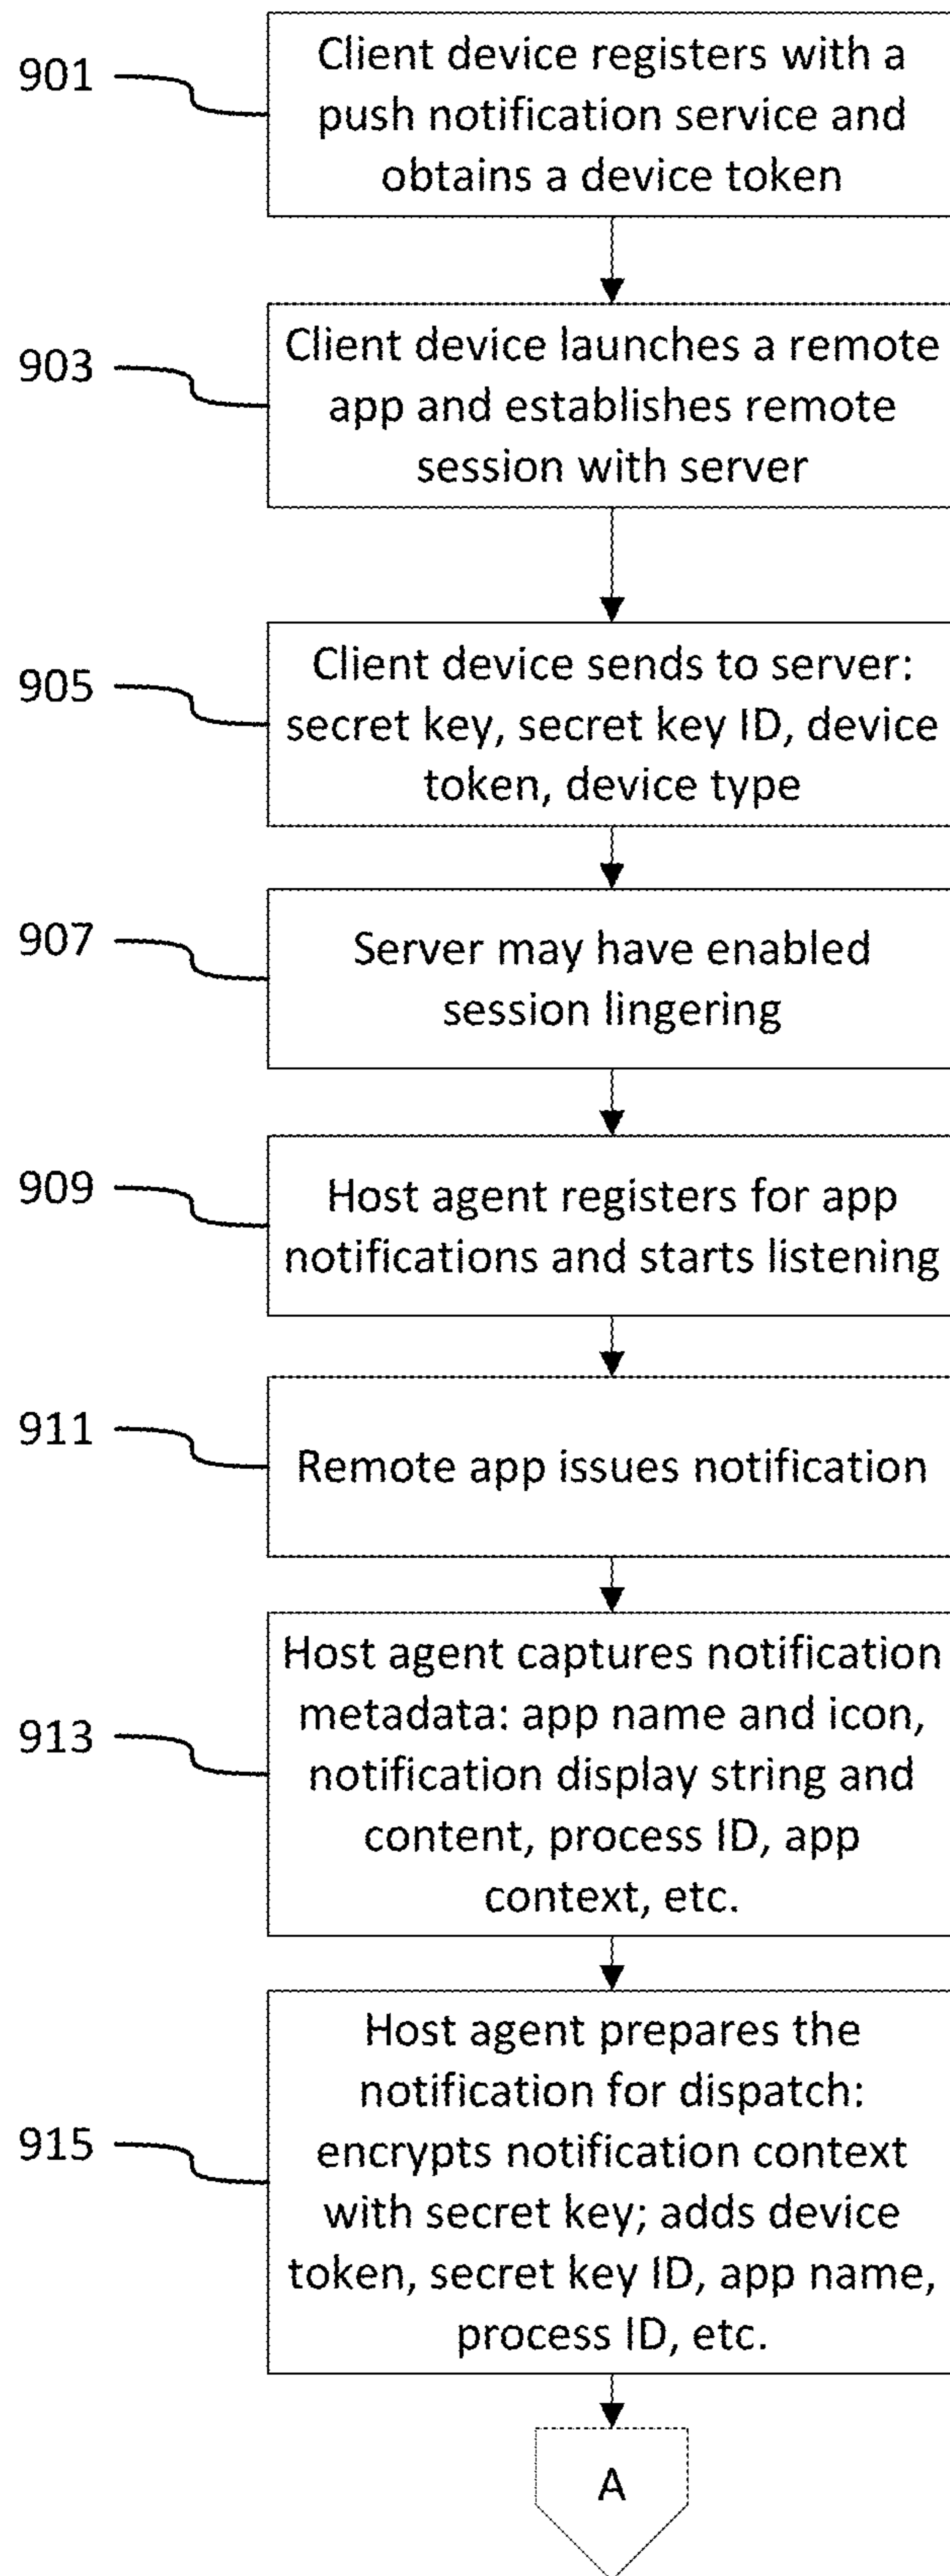 901
Client device registers with a
push notification service and
obtains a device token
903
Client device launches a remote
app and establishes remote
session with server
905
Client device sends to server:
secret key, secret key ID, device
token, device type
907
Server may have enabled
session lingering
909
Host agent registers for app
notifications and starts listening
911
Remote app issues notification
913
Host agent captures notification
metadata: app name and icon,
notification display string and
content, process ID, app
context, etc.
915
Host agent prepares the
notification for dispatch:
encrypts notification context
with secret key; adds device
token, secret key ID, app name,
process ID, etc.
A